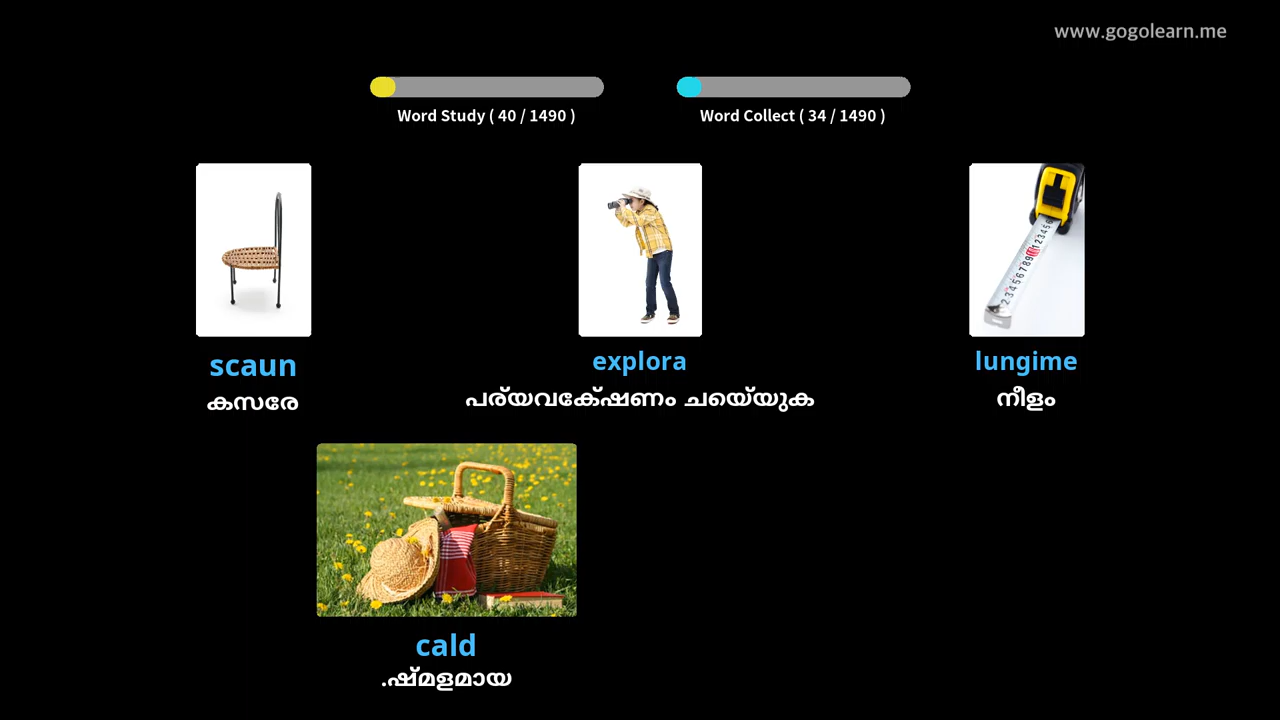 www.gogolearn.me
Word Study ( 40 / 1490 )
Word Collect ( 34 / 1490 )
scaun
explora
lungime
കസരേ
പര്യവക്ഷേണം ചയ്യെുക
നീളം
cald
.ഷ്മളമായ